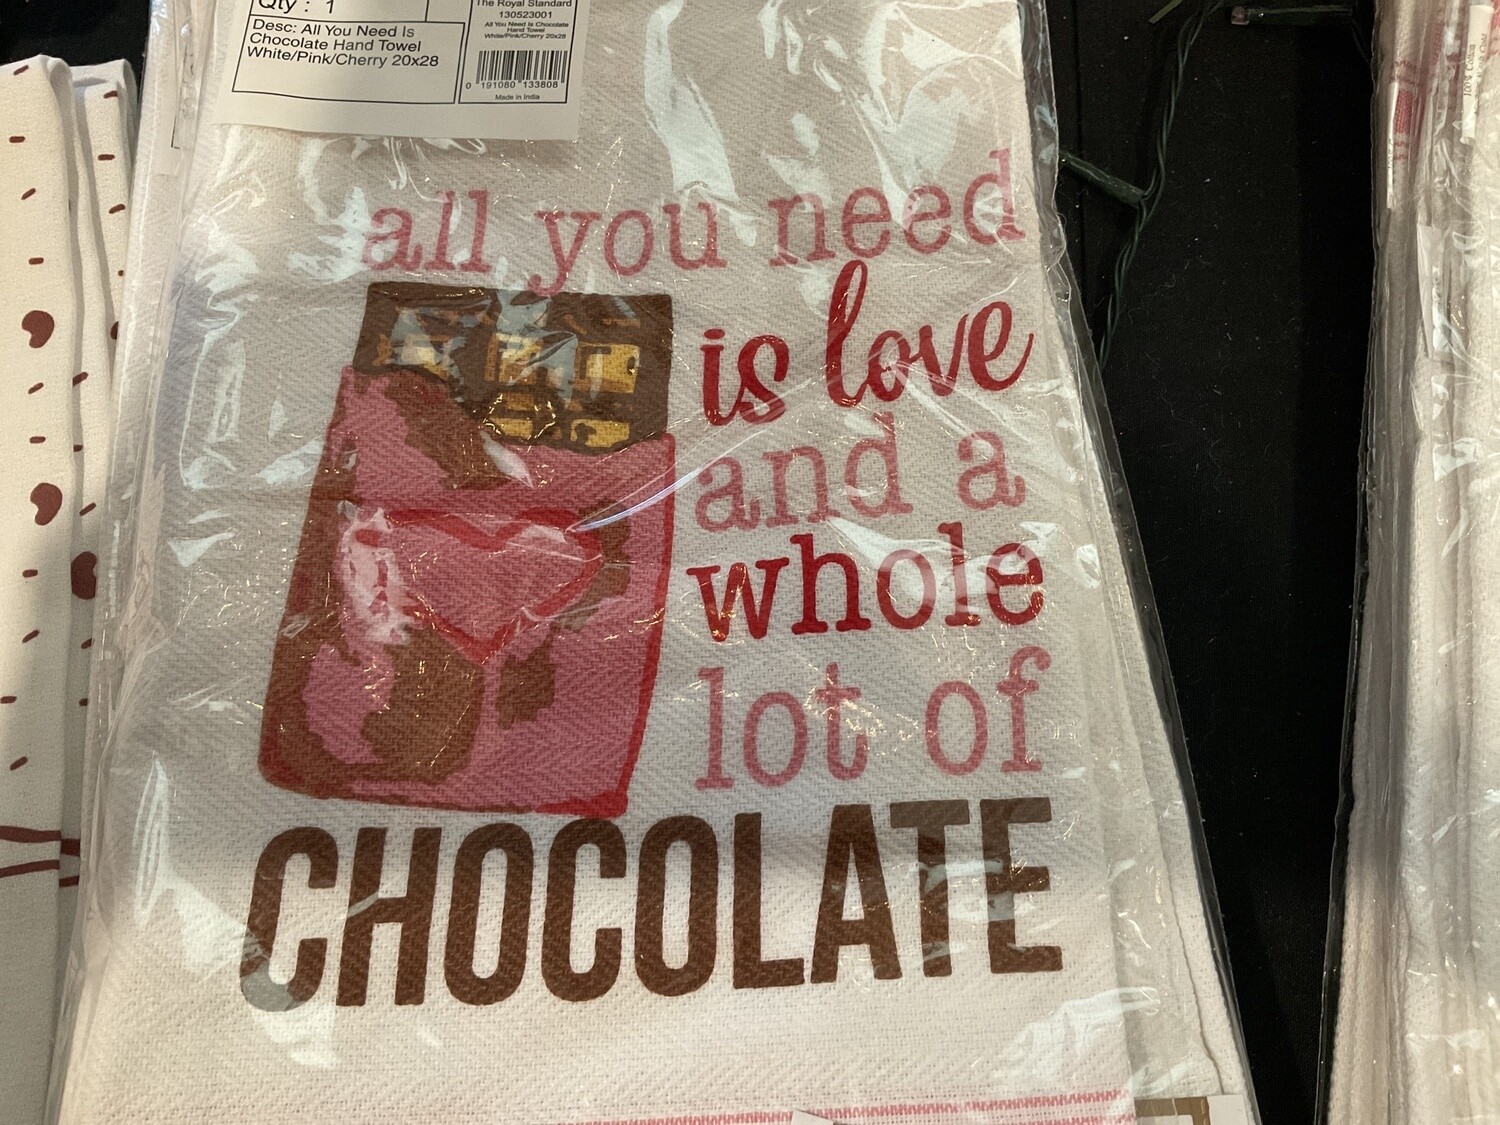 Qty : 1
Desc: All You Need Is
Chocolate Hand Towel
White/Pink/Cherry 20x28
The Royal Standard
130523001
All You Need Is Chocolate
Hand Towel
White/Pink/Cherry 20x28
0 191080 133808
Made in India
all you need
is love
and a
whole
lot of
CHOCOLATE
100% Cotton